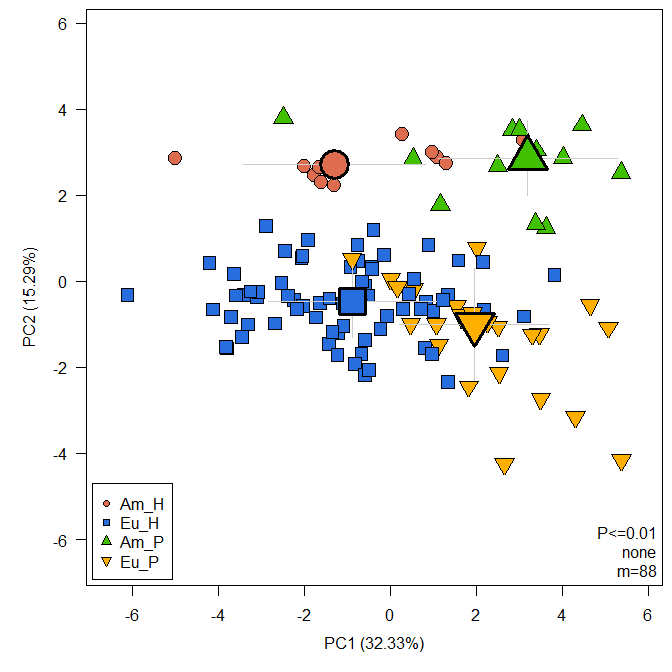 6
4
2
0
-2
-4
-6
PC2 (15.29%)
Am_H
Eu_H
Am_P
Eu_P
P<=0.01
none
m=88
-6 -4 -2 0 2 4 6
PC1 (32.33%)